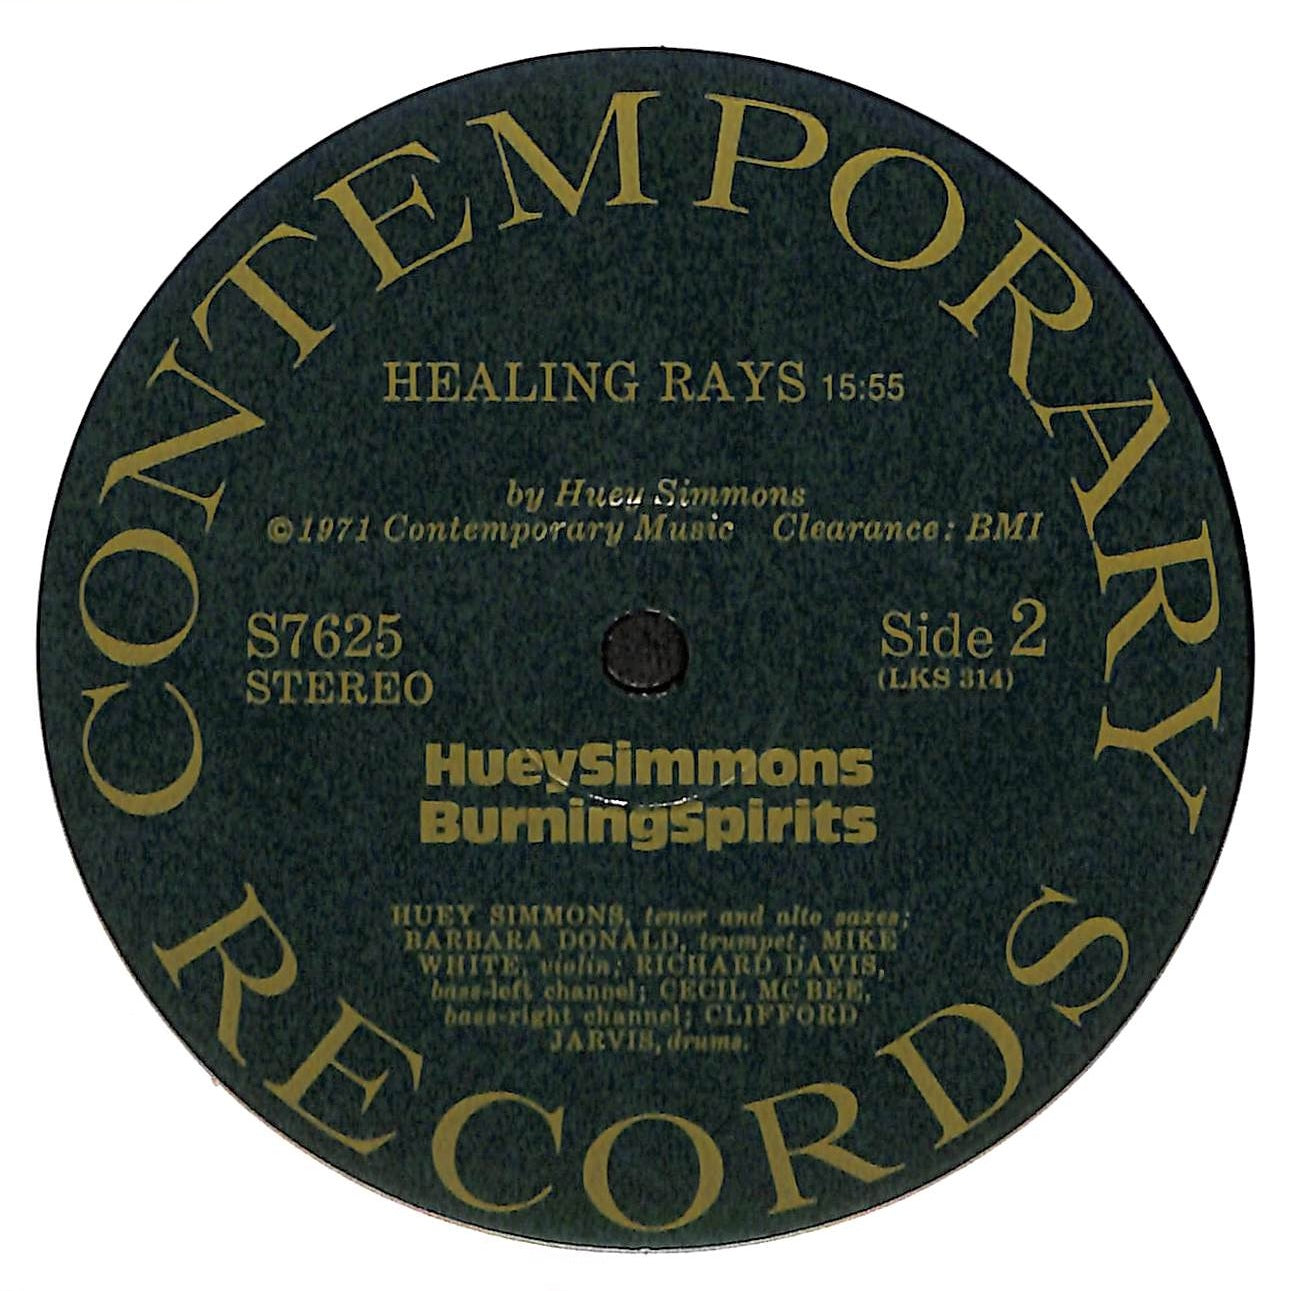 CONTEMPORARY
HEALING RAYS 15:55
by Huey Simmons
©1971 Contemporary Music Clearance: BMI
S7625
STEREO
Side 2
(LKS 314)
HueySimmons
BurningSpirits
HUEY SIMMONS, tenor and alto saxes;
BARBARA DONALD, trumpet; MIKE
WHITE, violin; RICHARD DAVIS,
bass-left channel; CECIL MC BEE,
bass-right channel; CLIFFORD
JARVIS, drums.
RECORDS